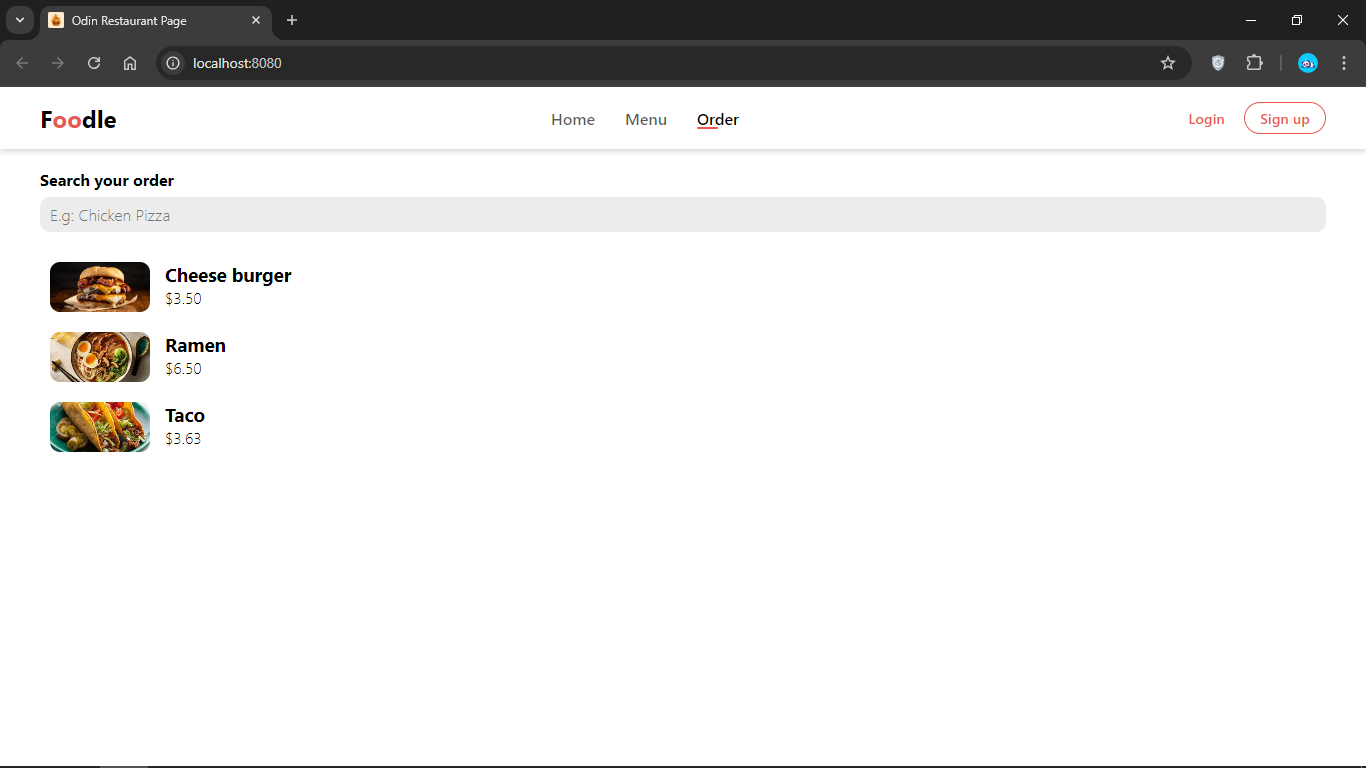 Odin Restaurant Page
localhost:8080
Foodle
Home Menu Order
Login Sign up
Search your order
E.g: Chicken Pizza
Cheese burger
$3.50
Ramen
$6.50
Taco
$3.63